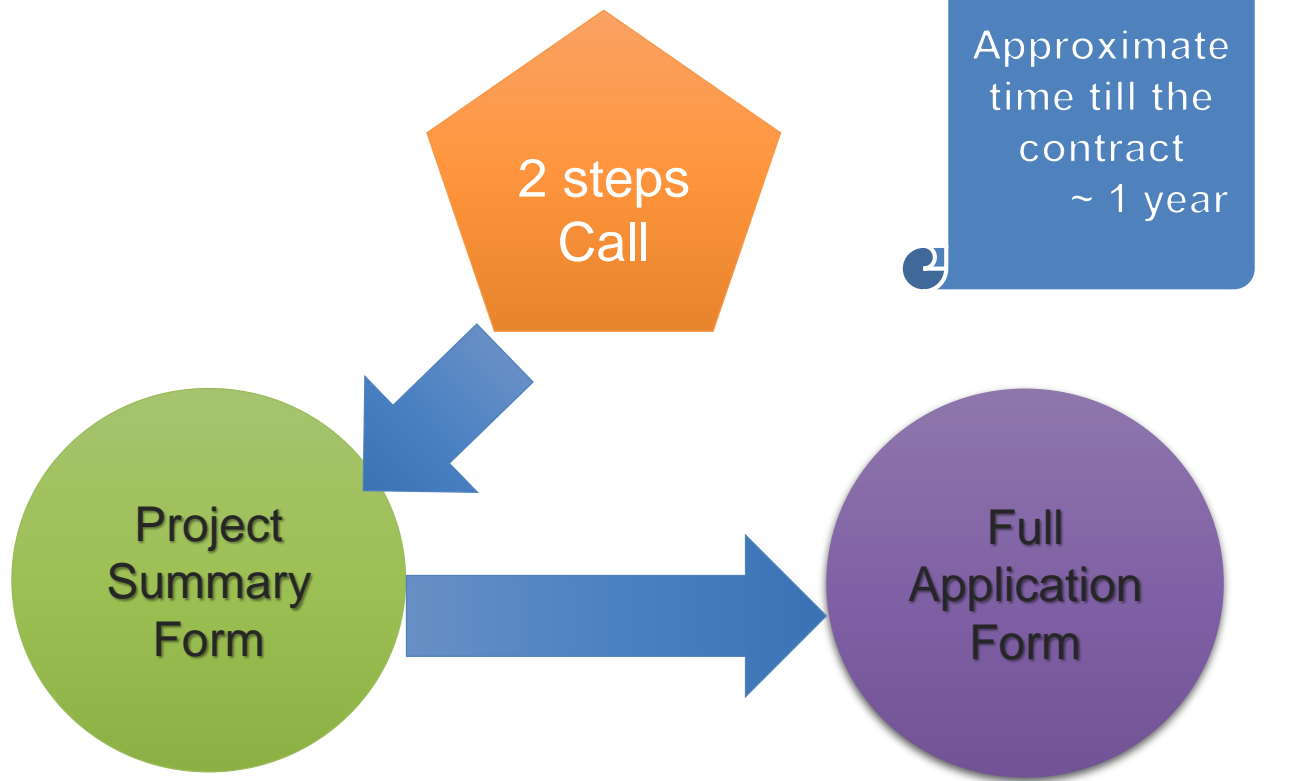 2 steps
Call
Approximate
time till the
contract
~ 1 year
Project
Summary
Form
Full
Application
Form